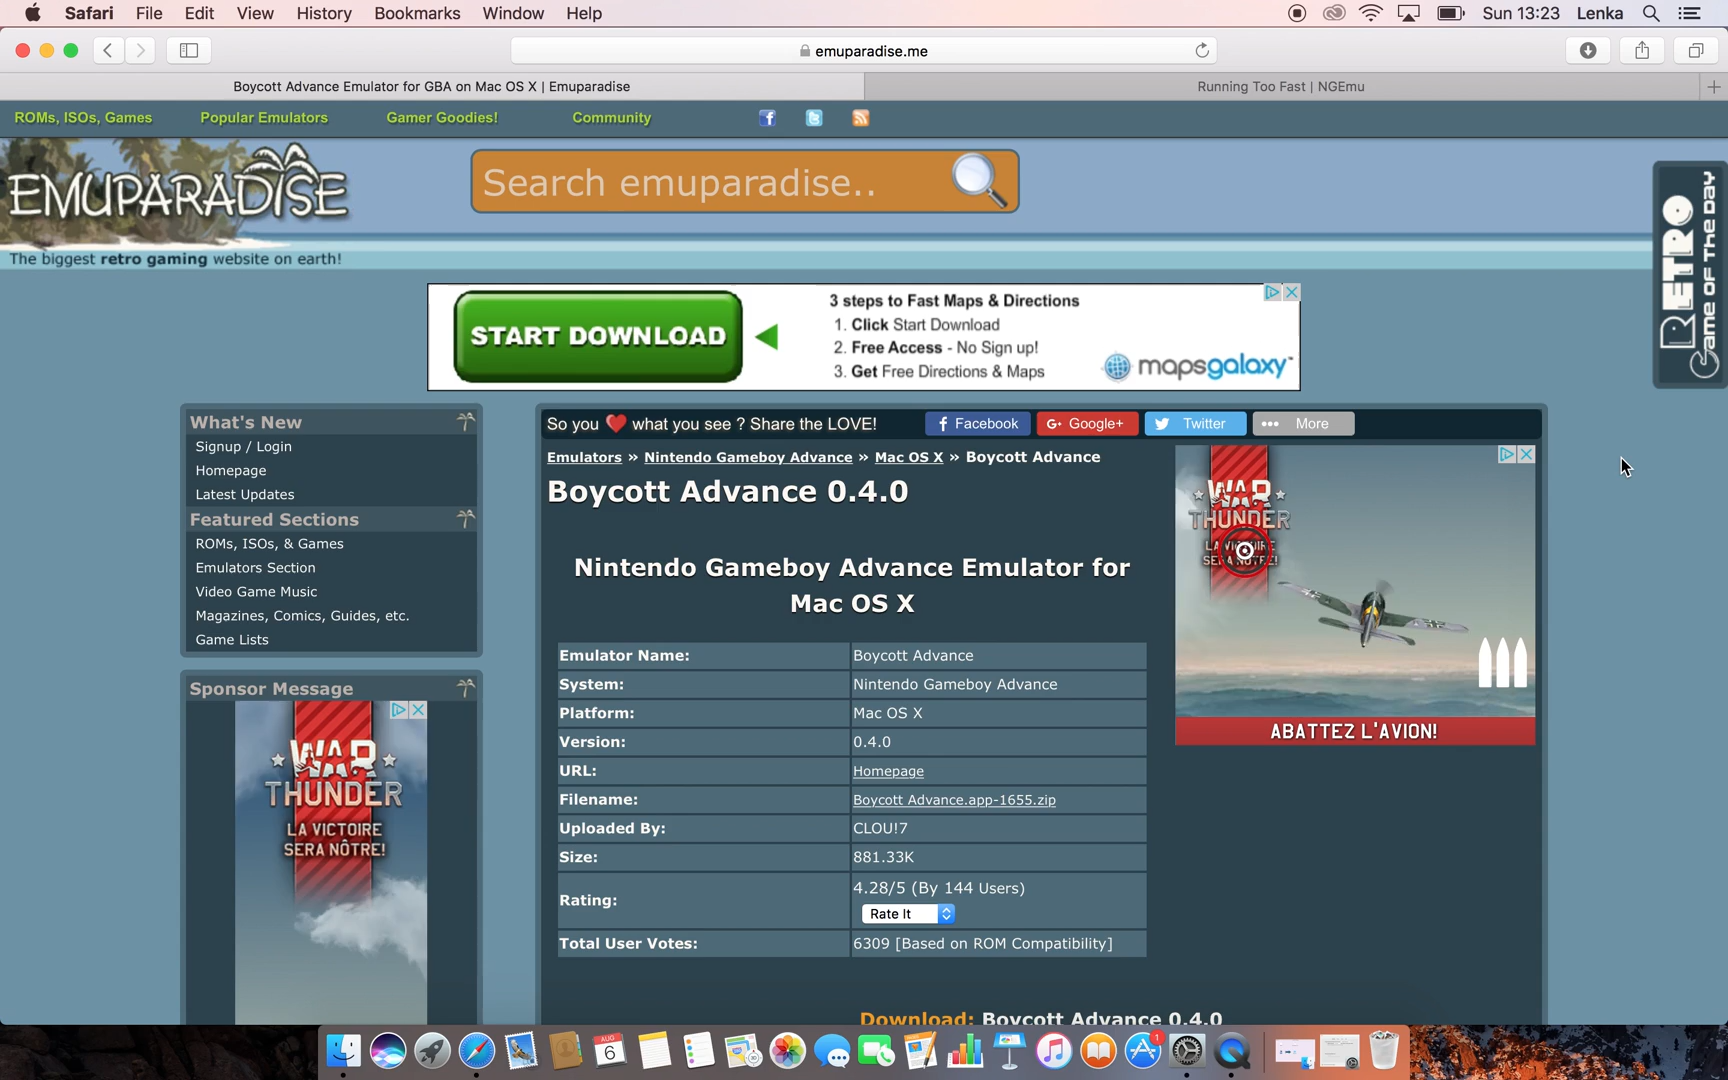 Safari File Edit View History Bookmarks Window Help Sun 13:23 Lenka
emuparadise.me
Boycott Advance Emulator for GBA on Mac OS X | Emuparadise
Running Too Fast | NGEmu
ROMs, ISOs, Games Popular Emulators Gamer Goodies! Community
EMUPARADISE
The biggest retro gaming website on earth!
Search emuparadise..
RETRO
Game OF THE DAY
START DOWNLOAD
3 steps to Fast Maps & Directions
1. Click Start Download
2. Free Access - No Sign up!
3. Get Free Directions & Maps
mapsgalaxy
What's New
Signup / Login
Homepage
Latest Updates
Featured Sections
ROMs, ISOs, & Games
Emulators Section
Video Game Music
Magazines, Comics, Guides, etc.
Game Lists
Sponsor Message
WAR
THUNDER
LA VICTOIRE
SERA NÔTRE!
So you ❤ what you see ? Share the LOVE! Facebook Google+ Twitter More
Emulators » Nintendo Gameboy Advance » Mac OS X » Boycott Advance
Boycott Advance 0.4.0
Nintendo Gameboy Advance Emulator for
Mac OS X
Emulator Name: Boycott Advance
System: Nintendo Gameboy Advance
Platform: Mac OS X
Version: 0.4.0
URL: Homepage
Filename: Boycott Advance.app-1655.zip
Uploaded By: CLOU!7
Size: 881.33K
Rating: 4.28/5 (By 144 Users)
Rate It
Total User Votes: 6309 [Based on ROM Compatibility]
Download: Boycott Advance 0.4.0
WAR
THUNDER
LA VICTOIRE
SERA NÔTRE!
ABATTEZ L'AVION!
AUG
6
1